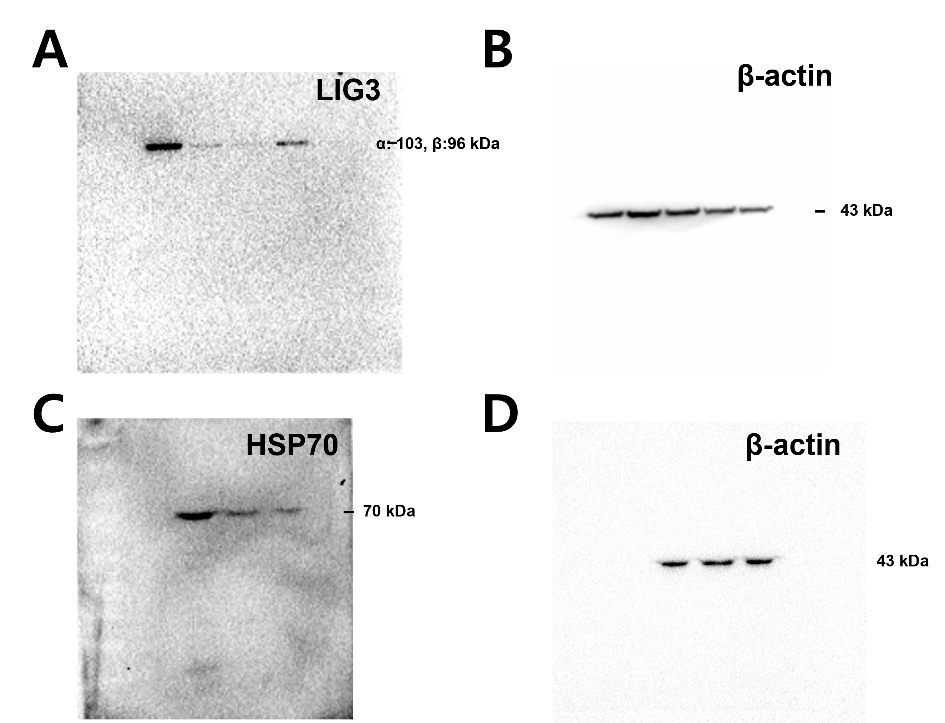 A
LIG3
α:103, β:96 kDa
B
β-actin
43 kDa
C
HSP70
70 kDa
D
β-actin
43 kDa